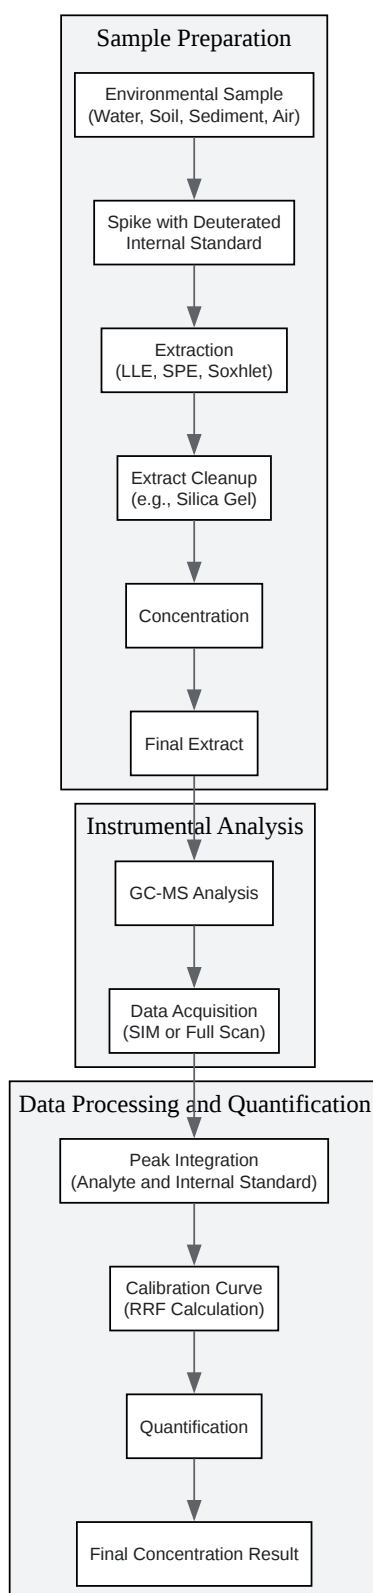 Sample Preparation
Environmental Sample
(Water, Soil, Sediment, Air)
Spike with Deuterated
Internal Standard
Extraction
(LLE, SPE, Soxhlet)
Extract Cleanup
(e.g., Silica Gel)
Concentration
Final Extract
Instrumental Analysis
GC-MS Analysis
Data Acquisition
(SIM or Full Scan)
Data Processing and Quantification
Peak Integration
(Analyte and Internal Standard)
Calibration Curve
(RRF Calculation)
Quantification
Final Concentration Result